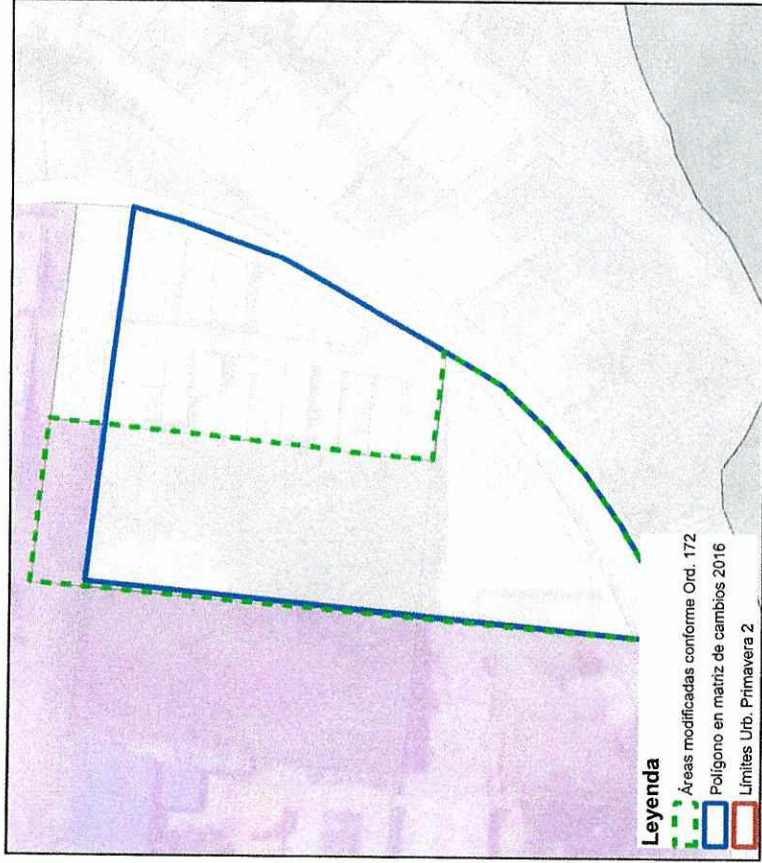 Leyenda
Áreas modificadas conforme Ord. 172
Polígono en matriz de cambios 2016
Límites Urb. Primavera 2